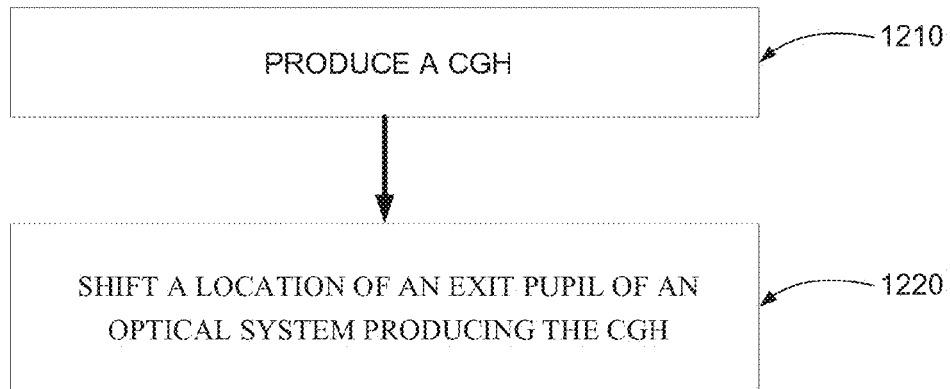 PRODUCE A CGH
1210
SHIFT A LOCATION OF AN EXIT PUPIL OF AN
OPTICAL SYSTEM PRODUCING THE CGH
1220